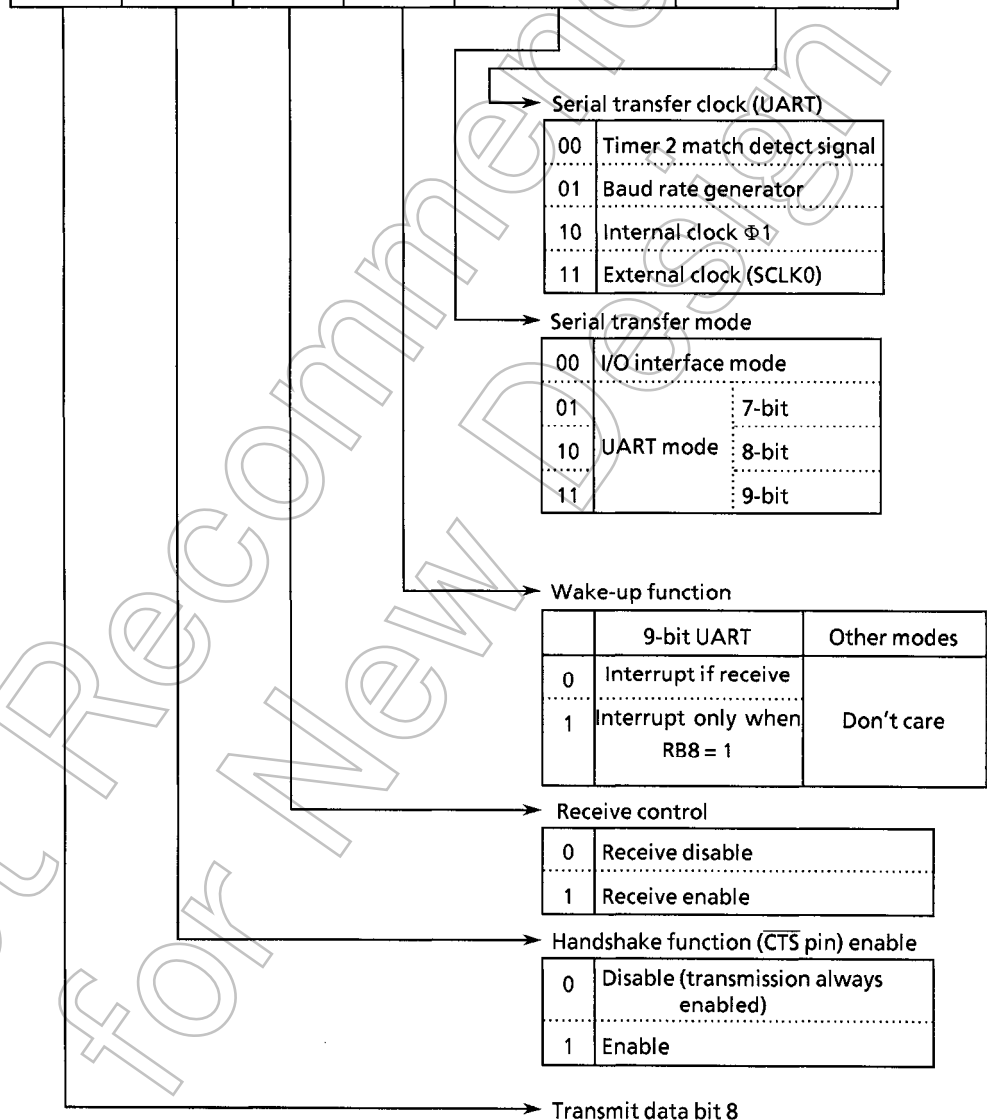 Serial transfer clock (UART)
00 Timer 2 match detect signal
01 Baud rate generator
10 Internal clock Φ1
11 External clock (SCLK0)
Serial transfer mode
00 I/O interface mode
01 7-bit
10 UART mode 8-bit
11 9-bit
Wake-up function
9-bit UART Other modes
0 Interrupt if receive
1 Interrupt only when Don't care
RB8 = 1
Receive control
0 Receive disable
1 Receive enable
Handshake function (C̅T̅S̅ pin) enable
0 Disable (transmission always
enabled)
1 Enable
Transmit data bit 8
Recommen
for New Design